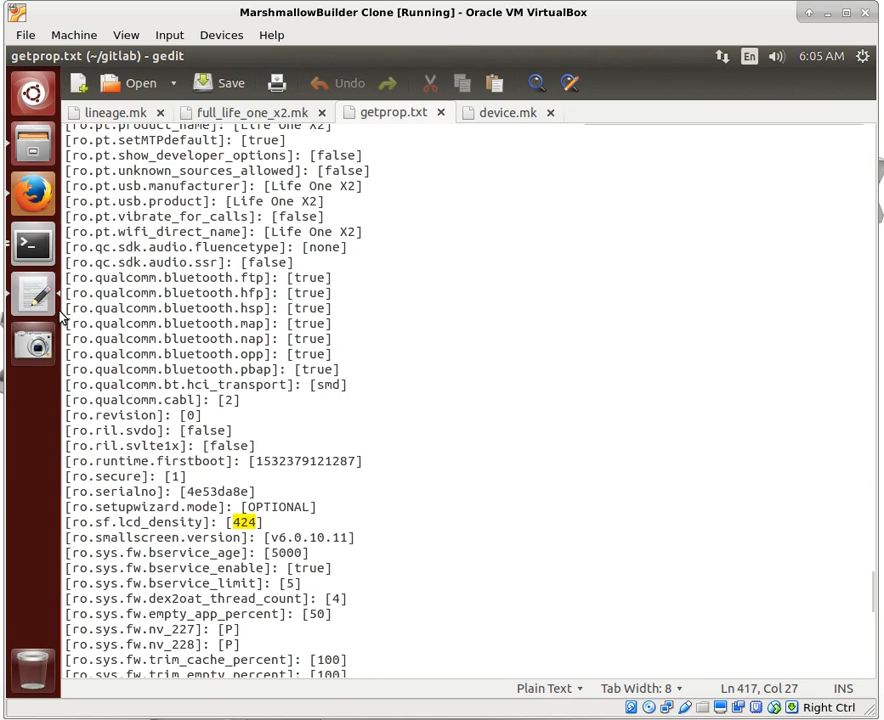 MarshmallowBuilder Clone [Running] - Oracle VM VirtualBox
File Machine View Input Devices Help
getprop.txt (~/gitlab) - gedit En 6:05 AM
Open Save Undo
lineage.mk full_life_one_x2.mk getprop.txt device.mk
[ro.pt.product_name]: [Life One X2]
[ro.pt.setMTPdefault]: [true]
[ro.pt.show_developer_options]: [false]
[ro.pt.unknown_sources_allowed]: [false]
[ro.pt.usb.manufacturer]: [Life One X2]
[ro.pt.usb.product]: [Life One X2]
[ro.pt.vibrate_for_calls]: [false]
[ro.pt.wifi_direct_name]: [Life One X2]
[ro.qc.sdk.audio.fluencetype]: [none]
[ro.qc.sdk.audio.ssr]: [false]
[ro.qualcomm.bluetooth.ftp]: [true]
[ro.qualcomm.bluetooth.hfp]: [true]
[ro.qualcomm.bluetooth.hsp]: [true]
[ro.qualcomm.bluetooth.map]: [true]
[ro.qualcomm.bluetooth.nap]: [true]
[ro.qualcomm.bluetooth.opp]: [true]
[ro.qualcomm.bluetooth.pbap]: [true]
[ro.qualcomm.bt.hci_transport]: [smd]
[ro.qualcomm.cabl]: [2]
[ro.revision]: [0]
[ro.ril.svdo]: [false]
[ro.ril.svlte1x]: [false]
[ro.runtime.firstboot]: [1532379121287]
[ro.secure]: [1]
[ro.serialno]: [4e53da8e]
[ro.setupwizard.mode]: [OPTIONAL]
[ro.sf.lcd_density]: [424]
[ro.smallscreen.version]: [v6.0.10.11]
[ro.sys.fw.bservice_age]: [5000]
[ro.sys.fw.bservice_enable]: [true]
[ro.sys.fw.bservice_limit]: [5]
[ro.sys.fw.dex2oat_thread_count]: [4]
[ro.sys.fw.empty_app_percent]: [50]
[ro.sys.fw.nv_227]: [P]
[ro.sys.fw.nv_228]: [P]
[ro.sys.fw.trim_cache_percent]: [100]
[ro.sys.fw.trim_empty_percent]: [100]
Plain Text Tab Width: 8 Ln 417, Col 27 INS
Right Ctrl